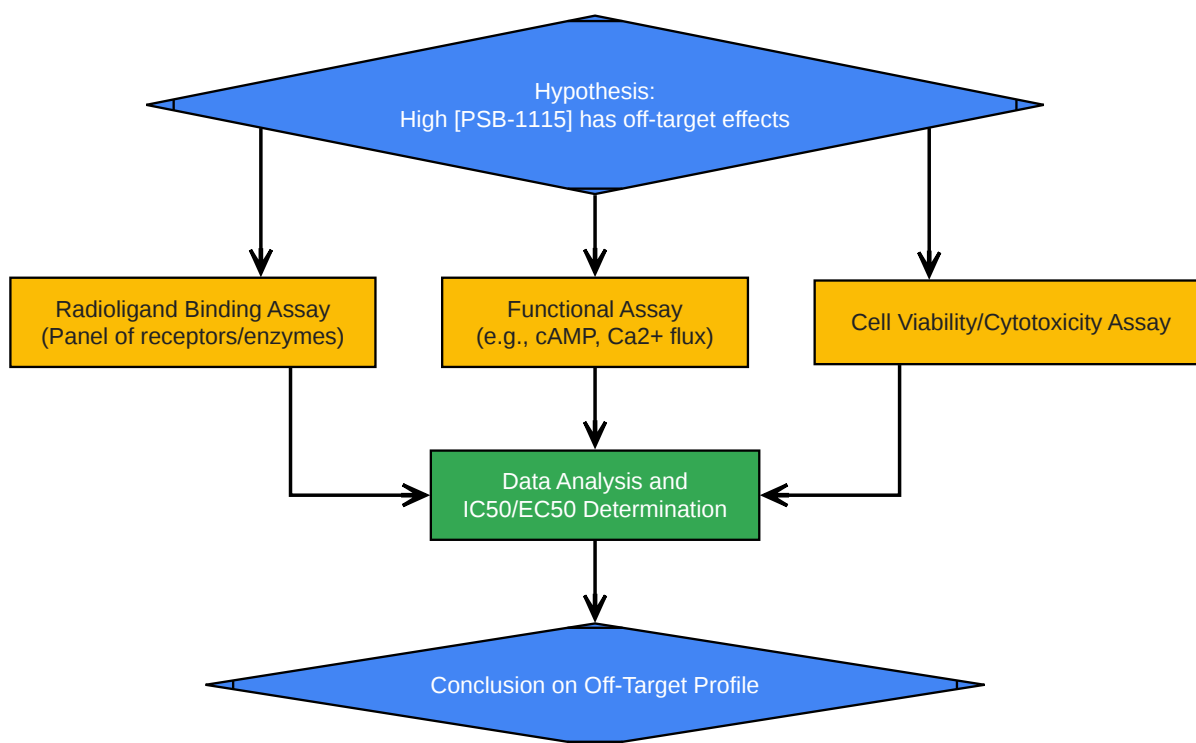 Hypothesis:
High [PSB-1115] has off-target effects
Radioligand Binding Assay
(Panel of receptors/enzymes)
Functional Assay
(e.g., cAMP, Ca2+ flux)
Cell Viability/Cytotoxicity Assay
Data Analysis and
IC50/EC50 Determination
Conclusion on Off-Target Profile